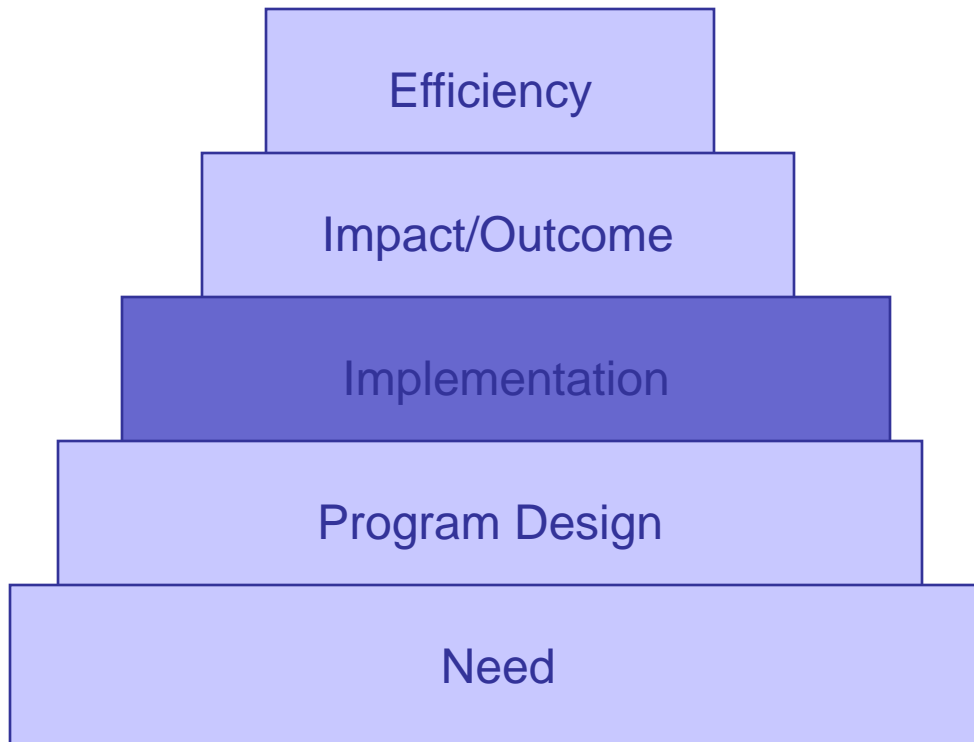 Efficiency
Impact/Outcome
Implementation
Program Design
Need